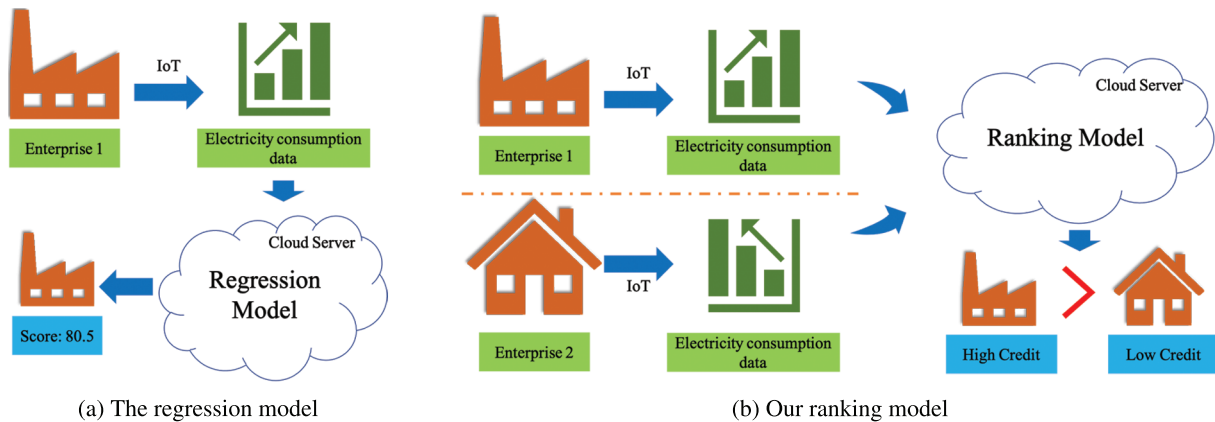 IoT
Enterprise 1
Electricity consumption
data
Cloud Server
Regression
Model
Score: 80.5
(a) The regression model
IoT
Enterprise 1
Electricity consumption
data
IoT
Enterprise 2
Electricity consumption
data
Cloud Server
Ranking Model
High Credit
Low Credit
(b) Our ranking model